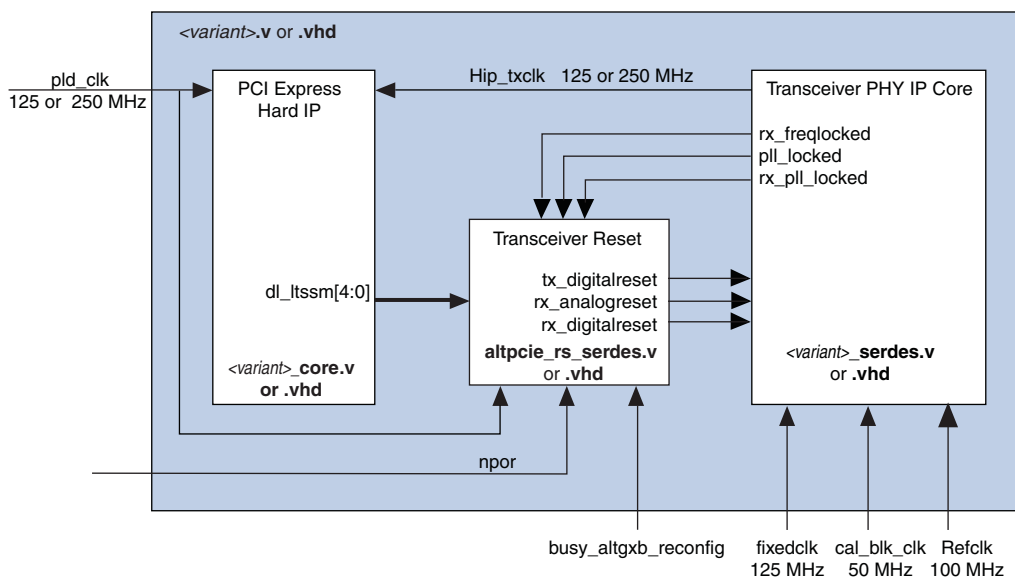 <variant>.v or .vhd
pld_clk
125 or 250 MHz
PCI Express
Hard IP
Hip_txclk 125 or 250 MHz
Transceiver PHY IP Core
rx_freqlocked
pll_locked
rx_pll_locked
Transceiver Reset
tx_digitalreset
rx_analogreset
rx_digitalreset
dl_ltssm[4:0]
altpcie_rs_serdes.v
or .vhd
<variant>_core.v
or .vhd
<variant>_serdes.v
or .vhd
npor
busy_altgxb_reconfig
fixedclk
125 MHz
cal_blk_clk
50 MHz
Refclk
100 MHz